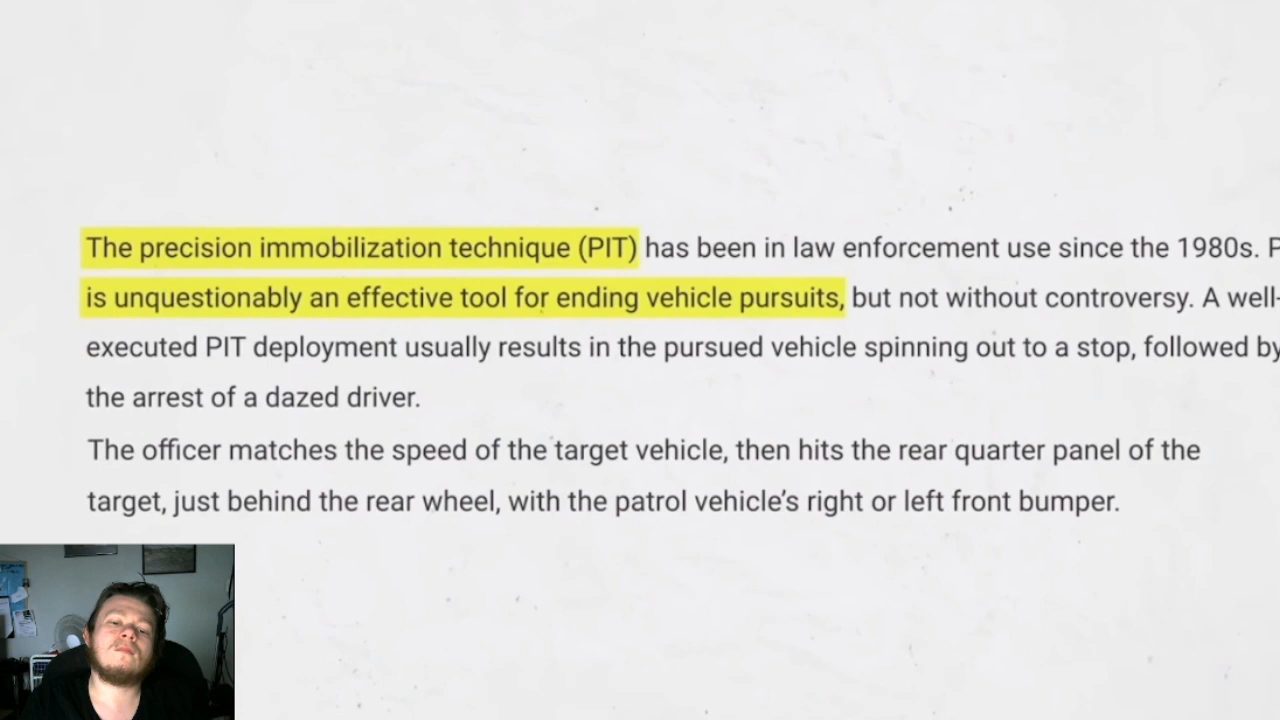 The precision immobilization technique (PIT) has been in law enforcement use since the 1980s.
is unquestionably an effective tool for ending vehicle pursuits, but not without controversy. A well-
executed PIT deployment usually results in the pursued vehicle spinning out to a stop, followed by
the arrest of a dazed driver.
The officer matches the speed of the target vehicle, then hits the rear quarter panel of the
target, just behind the rear wheel, with the patrol vehicle's right or left front bumper.